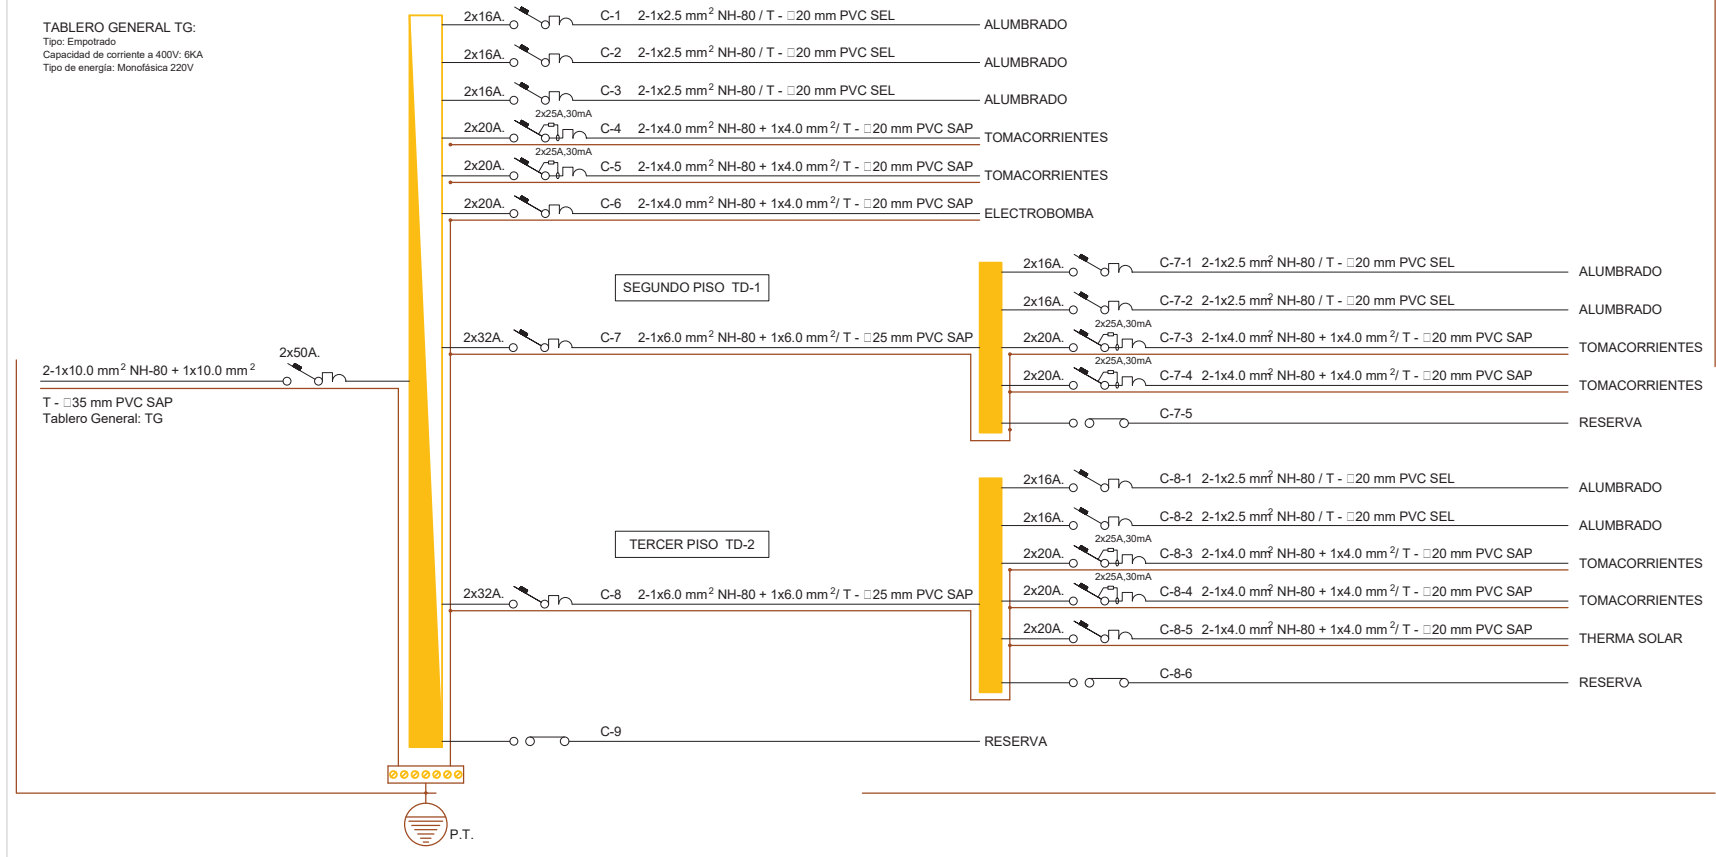 TABLERO GENERAL TG:
Tipo: Empotrado
Capacidad de corriente a 400V: 6KA
Tipo de energía: Monofásica 220V
2x16A. C-1 2-1x2.5 mm² NH-80 / T - □20 mm PVC SEL ALUMBRADO
2x16A. C-2 2-1x2.5 mm² NH-80 / T - □20 mm PVC SEL ALUMBRADO
2x16A. C-3 2-1x2.5 mm² NH-80 / T - □20 mm PVC SEL ALUMBRADO
2x25A,30mA
2x20A. C-4 2-1x4.0 mm² NH-80 + 1x4.0 mm²/ T - □20 mm PVC SAP TOMACORRIENTES
2x25A,30mA
2x20A. C-5 2-1x4.0 mm² NH-80 + 1x4.0 mm²/ T - □20 mm PVC SAP TOMACORRIENTES
2x20A. C-6 2-1x4.0 mm² NH-80 + 1x4.0 mm²/ T - □20 mm PVC SAP ELECTROBOMBA
SEGUNDO PISO TD-1
2x32A. C-7 2-1x6.0 mm² NH-80 + 1x6.0 mm²/ T - □25 mm PVC SAP
2x16A. C-7-1 2-1x2.5 mm² NH-80 / T - □20 mm PVC SEL ALUMBRADO
2x16A. C-7-2 2-1x2.5 mm² NH-80 / T - □20 mm PVC SEL ALUMBRADO
2x25A,30mA
2x20A. C-7-3 2-1x4.0 mm² NH-80 + 1x4.0 mm²/ T - □20 mm PVC SAP TOMACORRIENTES
2x25A,30mA
2x20A. C-7-4 2-1x4.0 mm² NH-80 + 1x4.0 mm²/ T - □20 mm PVC SAP TOMACORRIENTES
C-7-5 RESERVA
2x50A.
2-1x10.0 mm² NH-80 + 1x10.0 mm²
T - □35 mm PVC SAP
Tablero General: TG
TERCER PISO TD-2
2x32A. C-8 2-1x6.0 mm² NH-80 + 1x6.0 mm²/ T - □25 mm PVC SAP
2x16A. C-8-1 2-1x2.5 mm² NH-80 / T - □20 mm PVC SEL ALUMBRADO
2x16A. C-8-2 2-1x2.5 mm² NH-80 / T - □20 mm PVC SEL ALUMBRADO
2x25A,30mA
2x20A. C-8-3 2-1x4.0 mm² NH-80 + 1x4.0 mm²/ T - □20 mm PVC SAP TOMACORRIENTES
2x25A,30mA
2x20A. C-8-4 2-1x4.0 mm² NH-80 + 1x4.0 mm²/ T - □20 mm PVC SAP TOMACORRIENTES
2x20A. C-8-5 2-1x4.0 mm² NH-80 + 1x4.0 mm²/ T - □20 mm PVC SAP THERMA SOLAR
C-8-6 RESERVA
C-9 RESERVA
P.T.